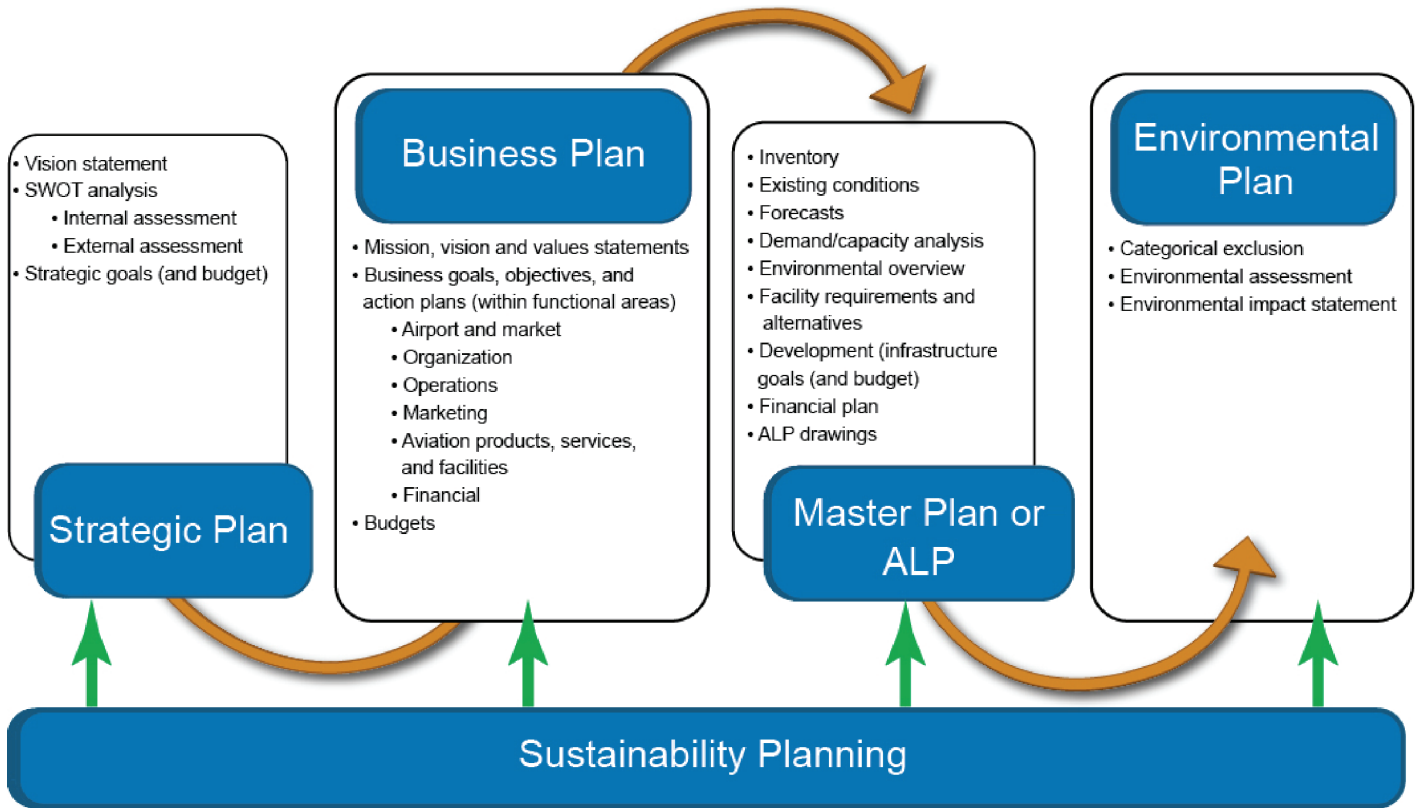 • Vision statement
• SWOT analysis
• Internal assessment
• External assessment
• Strategic goals (and budget)
Strategic Plan
Business Plan
• Mission, vision and values statements
• Business goals, objectives, and
action plans (within functional areas)
• Airport and market
• Organization
• Operations
• Marketing
• Aviation products, services,
and facilities
• Financial
• Budgets
• Inventory
• Existing conditions
• Forecasts
• Demand/capacity analysis
• Environmental overview
• Facility requirements and
alternatives
• Development (infrastructure
goals (and budget)
• Financial plan
• ALP drawings
Master Plan or
ALP
Environmental
Plan
• Categorical exclusion
• Environmental assessment
• Environmental impact statement
Sustainability Planning